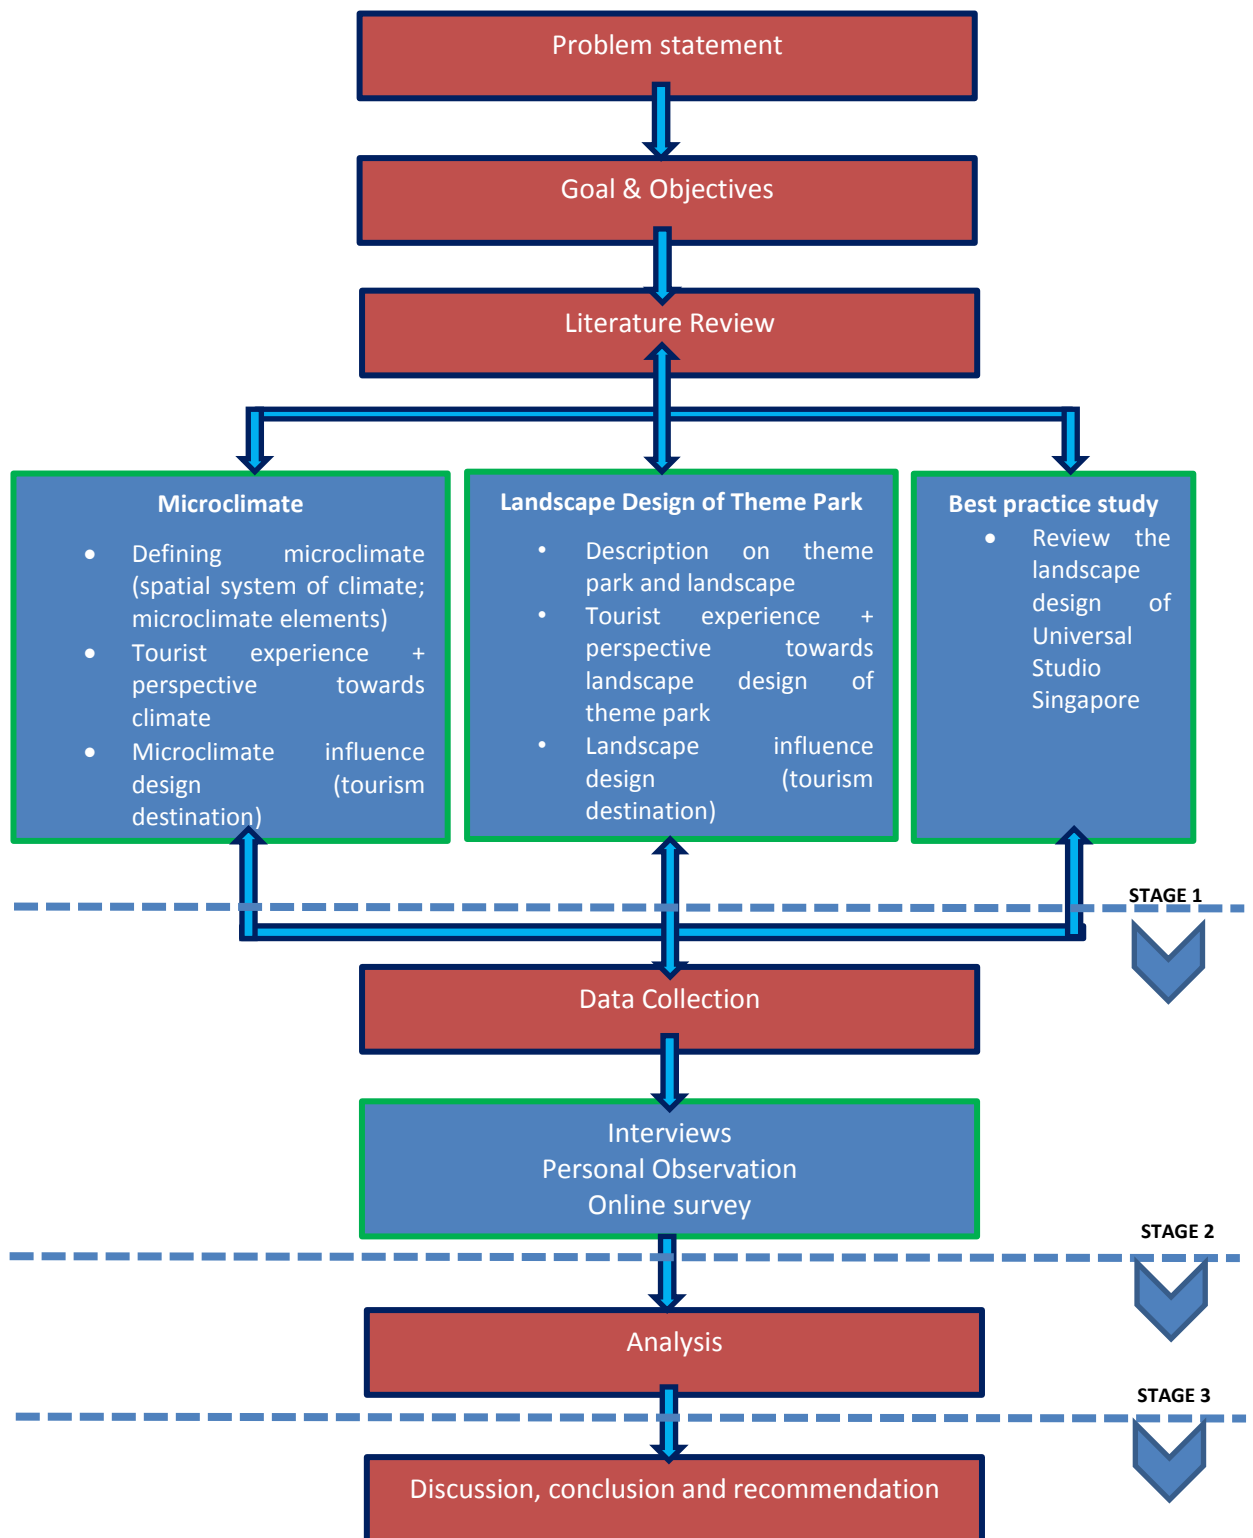 Problem statement
Goal & Objectives
Literature Review
Microclimate
• Defining microclimate
(spatial system of climate;
microclimate elements)
• Tourist experience +
perspective towards
climate
• Microclimate influence
design (tourism
destination)
Landscape Design of Theme Park
• Description on theme
park and landscape
• Tourist experience +
perspective towards
landscape design of
theme park
• Landscape influence
design (tourism
destination)
Best practice study
• Review the
landscape
design of
Universal
Studio
Singapore
STAGE 1
Data Collection
Interviews
Personal Observation
Online survey
STAGE 2
Analysis
STAGE 3
Discussion, conclusion and recommendation